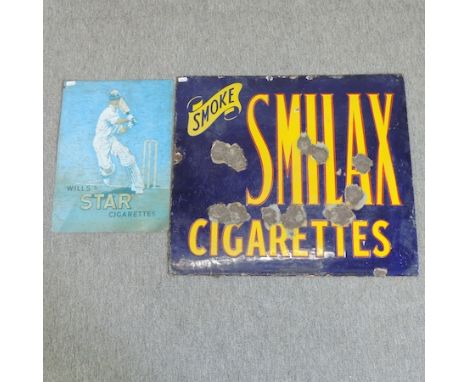 WILLS'S
STAR
CIGARETTES
SMOKE
SMILAX
CIGARETTES